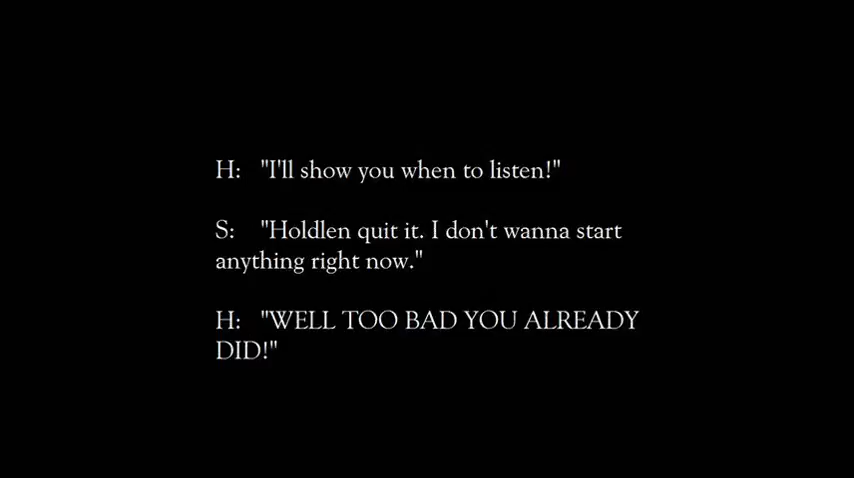 H: "I'll show you when to listen!"
S: "Holdlen quit it. I don't wanna start
anything right now."
H: "WELL TOO BAD YOU ALREADY
DID!"